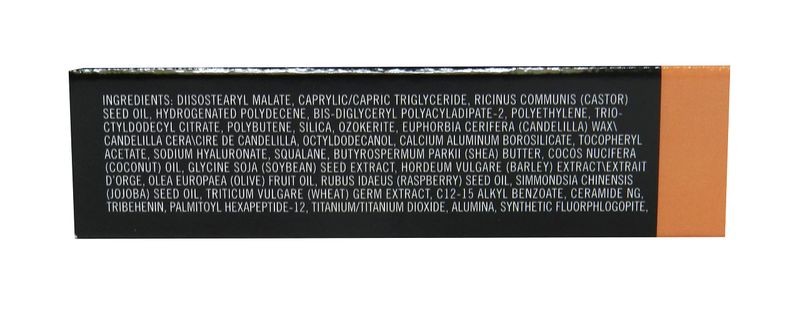 INGREDIENTS: DIISOSTEARYL MALATE, CAPRYLIC/CAPRIC TRIGLYCERIDE, RICINUS COMMUNIS (CASTOR)
SEED OIL, HYDROGENATED POLYDECENE, BIS-DIGLYCERYL POLYACYLADIPATE-2, POLYETHYLENE, TRIO-
CTYLDODECYL CITRATE, POLYBUTENE, SILICA, OZOKERITE, EUPHORBIA CERIFERA (CANDELILLA) WAX\
CANDELILLA CERA\CIRE DE CANDELILLA, OCTYLDODECANOL, CALCIUM ALUMINUM BOROSILICATE, TOCOPHERYL
ACETATE, SODIUM HYALURONATE, SQUALANE, BUTYROSPERMUM PARKII (SHEA) BUTTER, COCOS NUCIFERA
(COCONUT) OIL, GLYCINE SOJA (SOYBEAN) SEED EXTRACT, HORDEUM VULGARE (BARLEY) EXTRACT\EXTRAIT
D'ORGE, OLEA EUROPAEA (OLIVE) FRUIT OIL, RUBUS IDAEUS (RASPBERRY) SEED OIL, SIMMONDSIA CHINENSIS
(JOJOBA) SEED OIL, TRITICUM VULGARE (WHEAT) GERM EXTRACT, C12-15 ALKYL BENZOATE, CERAMIDE NG,
TRIBEHENIN, PALMITOYL HEXAPEPTIDE-12, TITANIUM/TITANIUM DIOXIDE, ALUMINA, SYNTHETIC FLUORPHLOGOPITE,